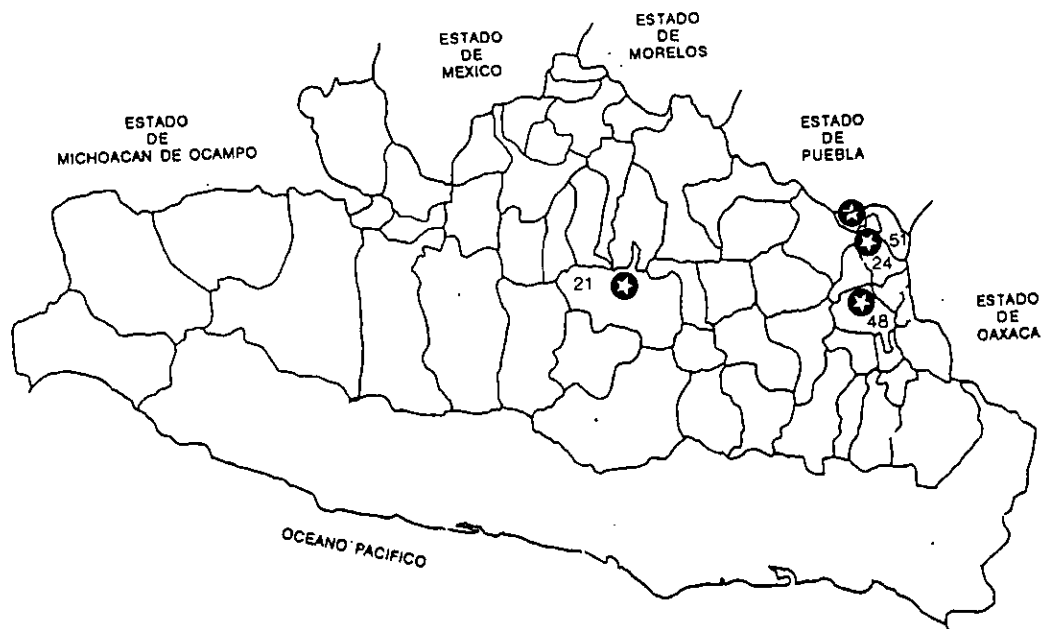 ESTADO
DE
MEXICO
ESTADO
DE
MORELOS
ESTADO
DE
MICHOACAN DE OCAMPO
ESTADO
DE
PUEBLA
51
24
21
48
ESTADO
DE
OAXACA
OCEANO PACIFICO